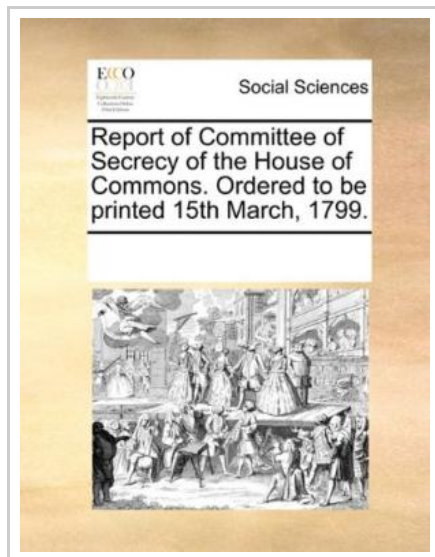 ECCO
Social Sciences
Report of Committee of
Secrecy of the House of
Commons. Ordered to be
printed 15th March, 1799.